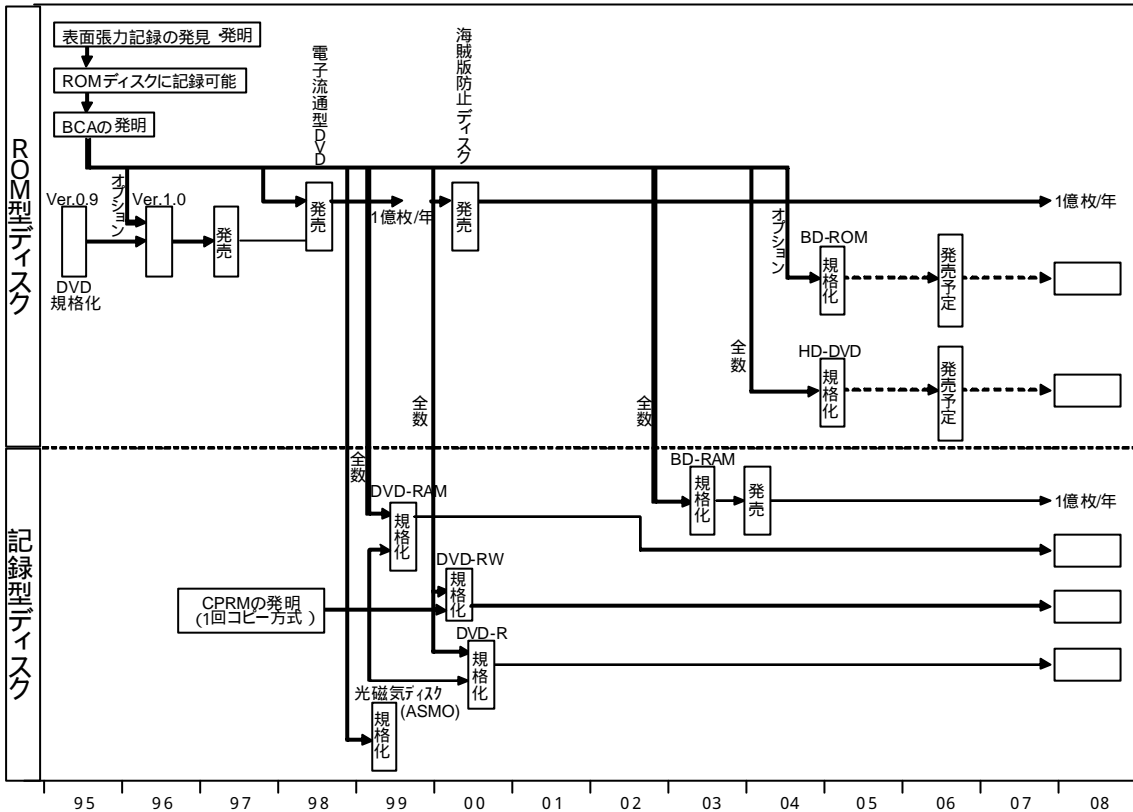 表面張力記録の発見・発明
ROMディスクに記録可能
BCAの発明
ROM型ディスク
電子流通型DVD
海賊版防止ディスク
Ver.0.9
オプション
Ver.1.0
発売
発売
1億枚/年
発売
1億枚/年
DVD
規格化
オプション
BD-ROM
規格化
発売予定
全数
HD-DVD
規格化
発売予定
全数
全数
全数
記録型ディスク
DVD-RAM
規格化
BD-RAM
規格化
発売
1億枚/年
CPRMの発明
(1回コピー方式)
DVD-RW
規格化
DVD-R
規格化
光磁気ディスク
(ASMO)
規格化
95 96 97 98 99 00 01 02 03 04 05 06 07 08